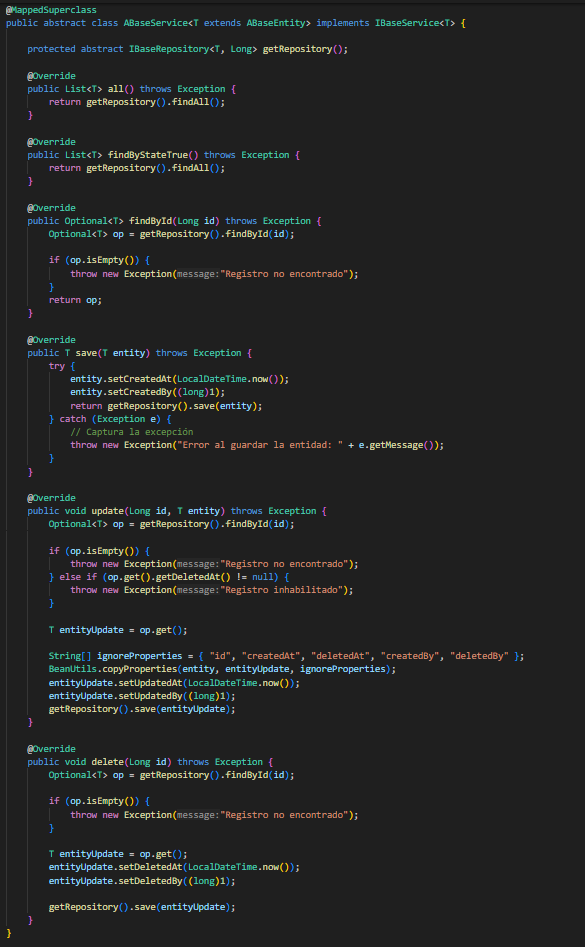 @MappedSuperclass
public abstract class ABaseService<T extends ABaseEntity> implements IBaseService<T> {
protected abstract IBaseRepository<T, Long> getRepository();
@Override
public List<T> all() throws Exception {
return getRepository().findAll();
}
@Override
public List<T> findByStateTrue() throws Exception {
return getRepository().findAll();
}
@Override
public Optional<T> findById(Long id) throws Exception {
Optional<T> op = getRepository().findById(id);
if (op.isEmpty()) {
throw new Exception(message:"Registro no encontrado");
}
return op;
}
@Override
public T save(T entity) throws Exception {
try {
entity.setCreatedAt(LocalDateTime.now());
entity.setCreatedBy((long)1);
return getRepository().save(entity);
} catch (Exception e) {
// Captura la excepción
throw new Exception("Error al guardar la entidad: " + e.getMessage());
}
}
@Override
public void update(Long id, T entity) throws Exception {
Optional<T> op = getRepository().findById(id);
if (op.isEmpty()) {
throw new Exception(message:"Registro no encontrado");
} else if (op.get().getDeletedAt() != null) {
throw new Exception(message:"Registro inhabilitado");
}
T entityUpdate = op.get();
String[] ignoreProperties = { "id", "createdAt", "deletedAt", "createdBy", "deletedBy" };
BeanUtils.copyProperties(entity, entityUpdate, ignoreProperties);
entityUpdate.setUpdatedAt(LocalDateTime.now());
entityUpdate.setUpdatedBy((long)1);
getRepository().save(entityUpdate);
}
@Override
public void delete(Long id) throws Exception {
Optional<T> op = getRepository().findById(id);
if (op.isEmpty()) {
throw new Exception(message:"Registro no encontrado");
}
T entityUpdate = op.get();
entityUpdate.setDeletedAt(LocalDateTime.now());
entityUpdate.setDeletedBy((long)1);
getRepository().save(entityUpdate);
}
}